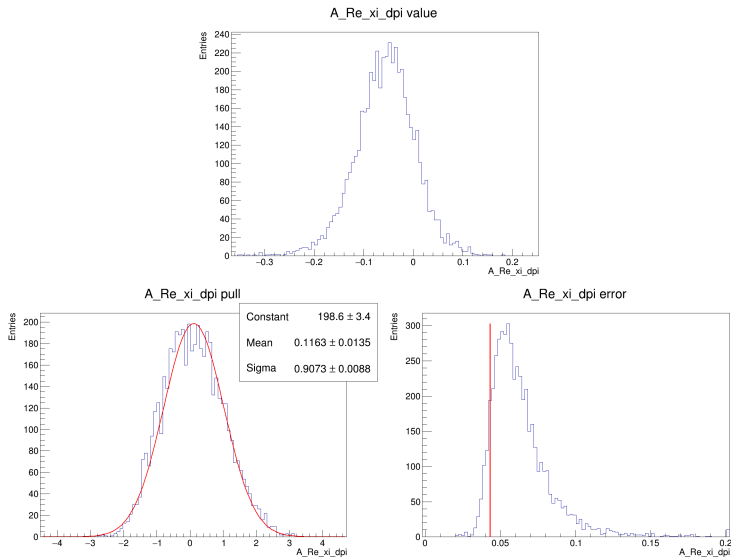 A_Re_xi_dpi value
Entries
240
220
200
180
160
140
120
100
80
60
40
20
0
−0.3 −0.2 −0.1 0 0.1 0.2
A_Re_xi_dpi
A_Re_xi_dpi pull
Entries
200
180
160
140
120
100
80
60
40
20
0
−4 −3 −2 −1 0 1 2 3 4
A_Re_xi_dpi
Constant 198.6 ± 3.4
Mean 0.1163 ± 0.0135
Sigma 0.9073 ± 0.0088
A_Re_xi_dpi error
Entries
300
250
200
150
100
50
0
0 0.05 0.1 0.15 0.2
A_Re_xi_dpi